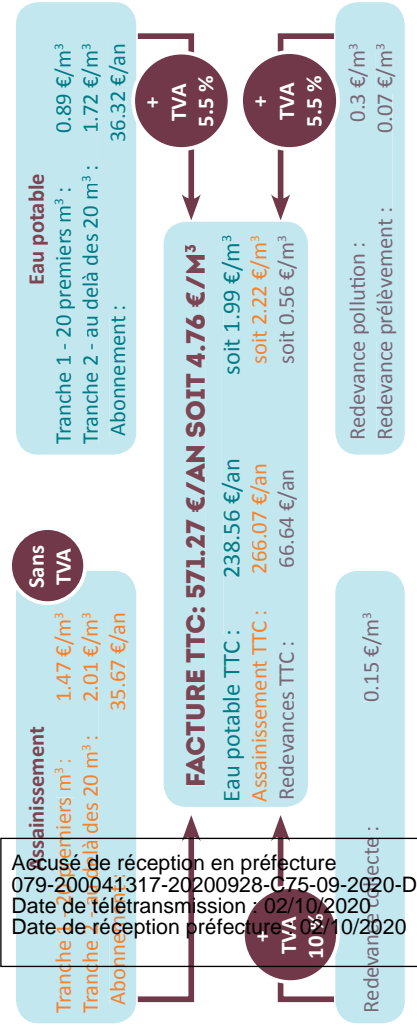 Assainissement
Tranche 1 - 20 premiers m³ : 1.47 €/m³
Tranche 2 - au delà des 20 m³ : 2.01 €/m³
Abonnement : 35.67 €/an
Sans
TVA
Eau potable
Tranche 1 - 20 premiers m³ : 0.89 €/m³
Tranche 2 - au delà des 20 m³ : 1.72 €/m³
Abonnement : 36.32 €/an
+
TVA
5.5 %
FACTURE TTC: 571.27 €/AN SOIT 4.76 €/M³
Eau potable TTC : 238.56 €/an soit 1.99 €/m³
Assainissement TTC : 266.07 €/an soit 2.22 €/m³
Redevances TTC : 66.64 €/an soit 0.56 €/m³
+
TVA
10 %
Redevance collecte : 0.15 €/m³
+
TVA
5.5 %
Redevance pollution : 0.3 €/m³
Redevance prélèvement : 0.07 €/m³
Accusé de réception en préfecture
079-200041317-20200928-C75-09-2020-D
Date de télétransmission : 02/10/2020
Date de réception préfecture : 02/10/2020